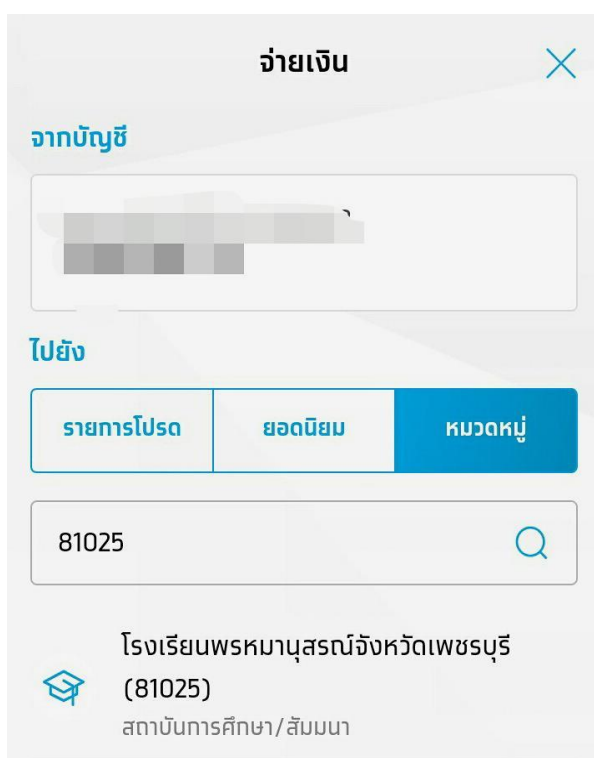 จ่ายเงิน
จากบัญชี
ไปยัง
รายการโปรด
ยอดนิยม
หมวดหมู่
81025
โรงเรียนพรหมานุสรณ์จังหวัดเพชรบุรี
(81025)
สถาบันการศึกษา/สัมมนา